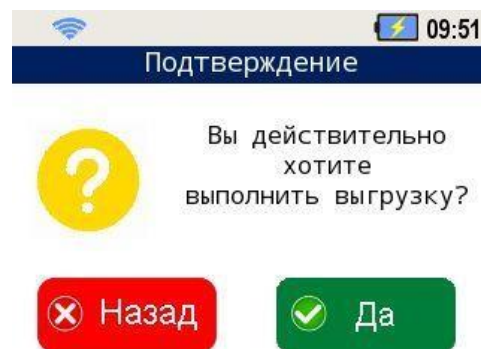 09:51
Подтверждение
Вы действительно
хотите
выполнить выгрузку?
Назад
Да